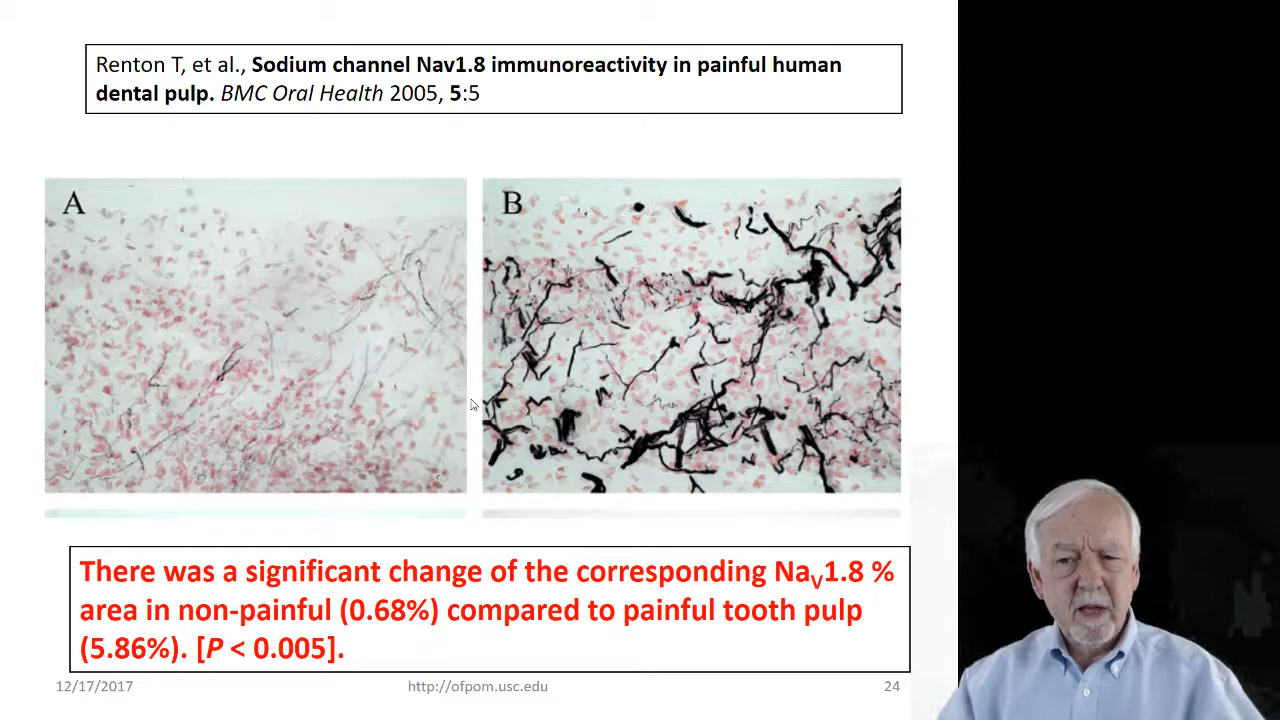 Renton T, et al., Sodium channel Nav1.8 immunoreactivity in painful human
dental pulp. BMC Oral Health 2005, 5:5
A
B
There was a significant change of the corresponding NaV1.8 %
area in non-painful (0.68%) compared to painful tooth pulp
(5.86%). [P < 0.005].
12/17/2017
http://ofpom.usc.edu
24